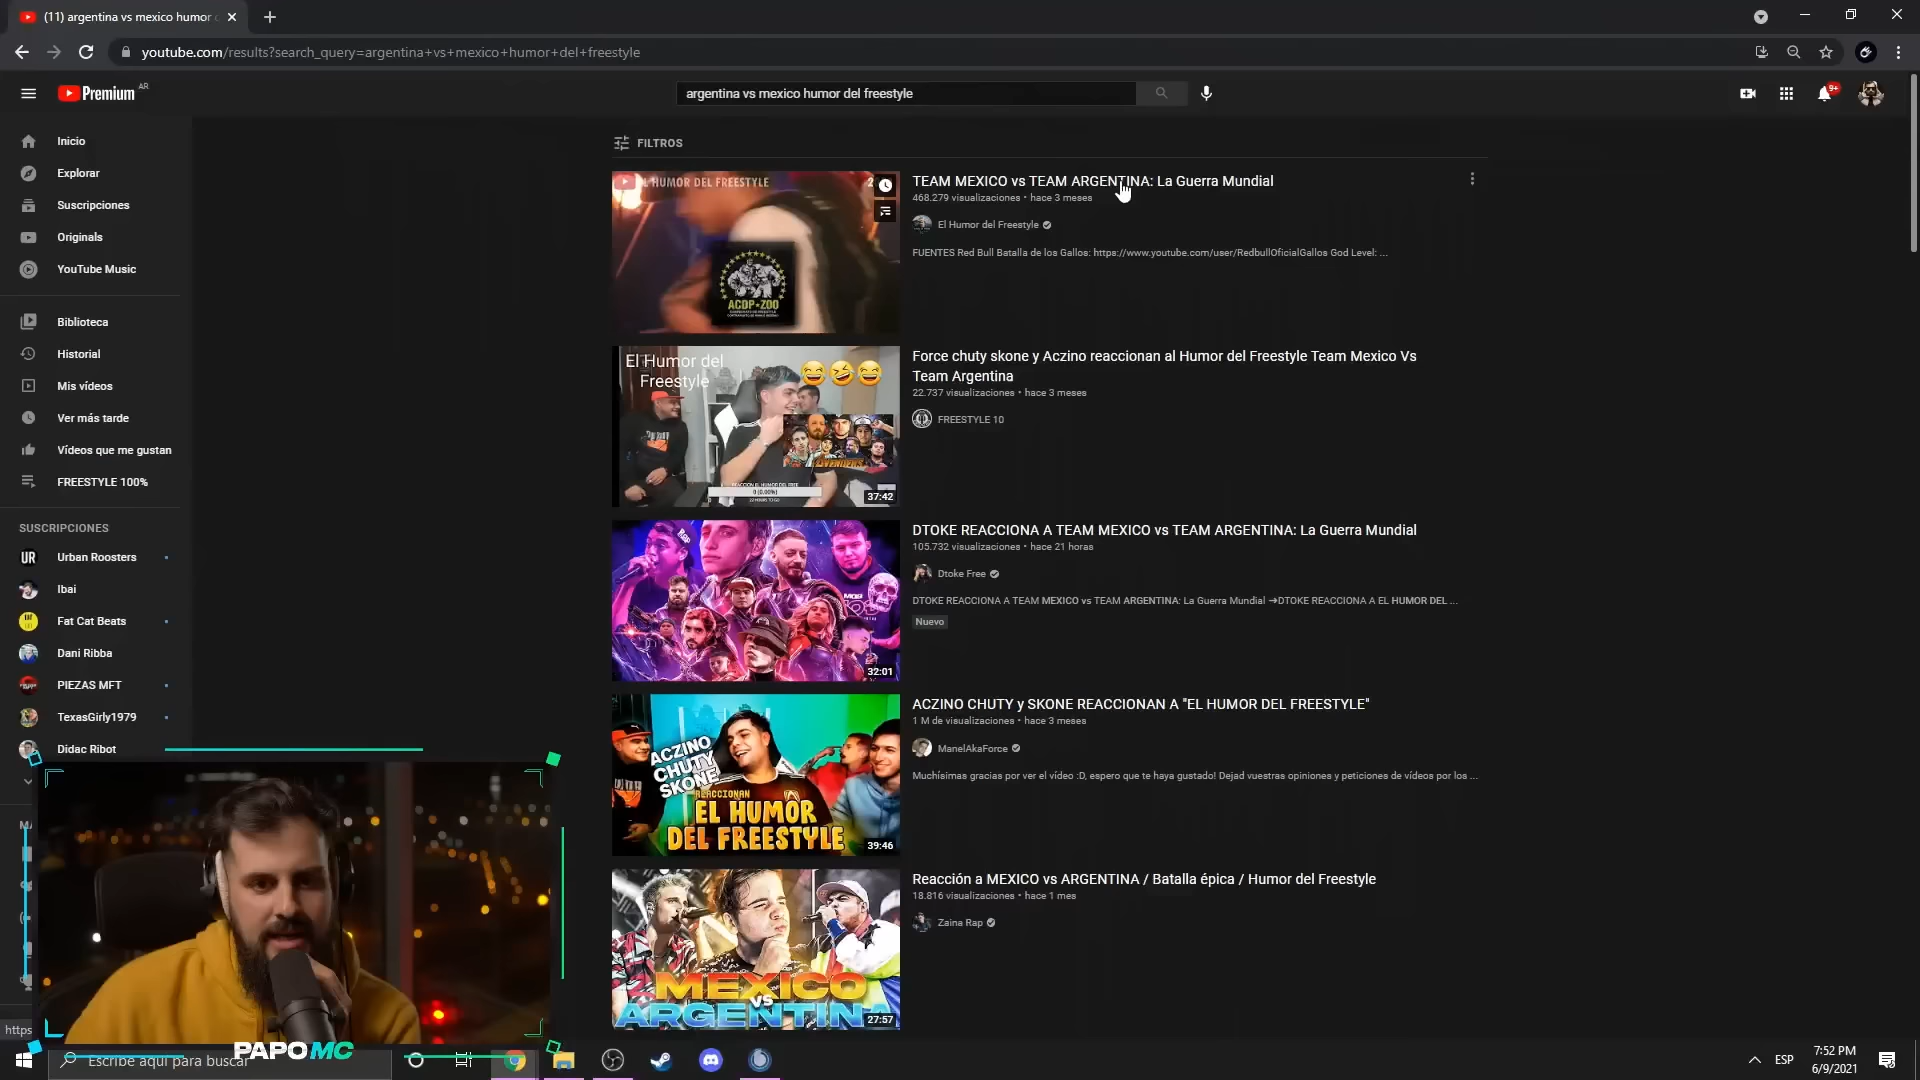 (11) argentina vs mexico humor
youtube.com/results?search_query=argentina+vs+mexico+humor+del+freestyle
Premium AR
argentina vs mexico humor del freestyle
9+
Inicio
Explorar
Suscripciones
Originals
YouTube Music
Biblioteca
Historial
Mis vídeos
Ver más tarde
Vídeos que me gustan
FREESTYLE 100%
SUSCRIPCIONES
UR Urban Roosters
Ibai
Fat Cat Beats
Dani Ribba
PIEZAS MFT
TexasGirly1979
Didac Ribot
FILTROS
L HUMOR DEL FREESTYLE
ACDP★ZOO
TEAM MEXICO vs TEAM ARGENTINA: La Guerra Mundial
468.279 visualizaciones • hace 3 meses
El Humor del Freestyle
FUENTES Red Bull Batalla de los Gallos: https://www.youtube.com/user/RedbullOficialGallos God Level: ...
El Humor del
Freestyle
37:42
Force chuty skone y Aczino reaccionan al Humor del Freestyle Team Mexico Vs
Team Argentina
22.737 visualizaciones • hace 3 meses
FREESTYLE 10
32:01
DTOKE REACCIONA A TEAM MEXICO vs TEAM ARGENTINA: La Guerra Mundial
105.732 visualizaciones • hace 21 horas
Dtoke Free
DTOKE REACCIONA A TEAM MEXICO vs TEAM ARGENTINA: La Guerra Mundial ➔DTOKE REACCIONA A EL HUMOR DEL ...
Nuevo
ACZINO
CHUTY
SKONE
REACCIONAN
EL HUMOR
DEL FREESTYLE
39:46
ACZINO CHUTY y SKONE REACCIONAN A "EL HUMOR DEL FREESTYLE"
1 M de visualizaciones • hace 3 meses
ManelAkaForce
Muchísimas gracias por ver el vídeo :D, espero que te haya gustado! Dejad vuestras opiniones y peticiones de vídeos por los ...
MEXICO
VS
ARGENTINA
27:57
Reacción a MEXICO vs ARGENTINA / Batalla épica / Humor del Freestyle
18.816 visualizaciones • hace 1 mes
Zaina Rap
https
PAPO MC
Escribe aquí para buscar
ESP
7:52 PM
6/9/2021